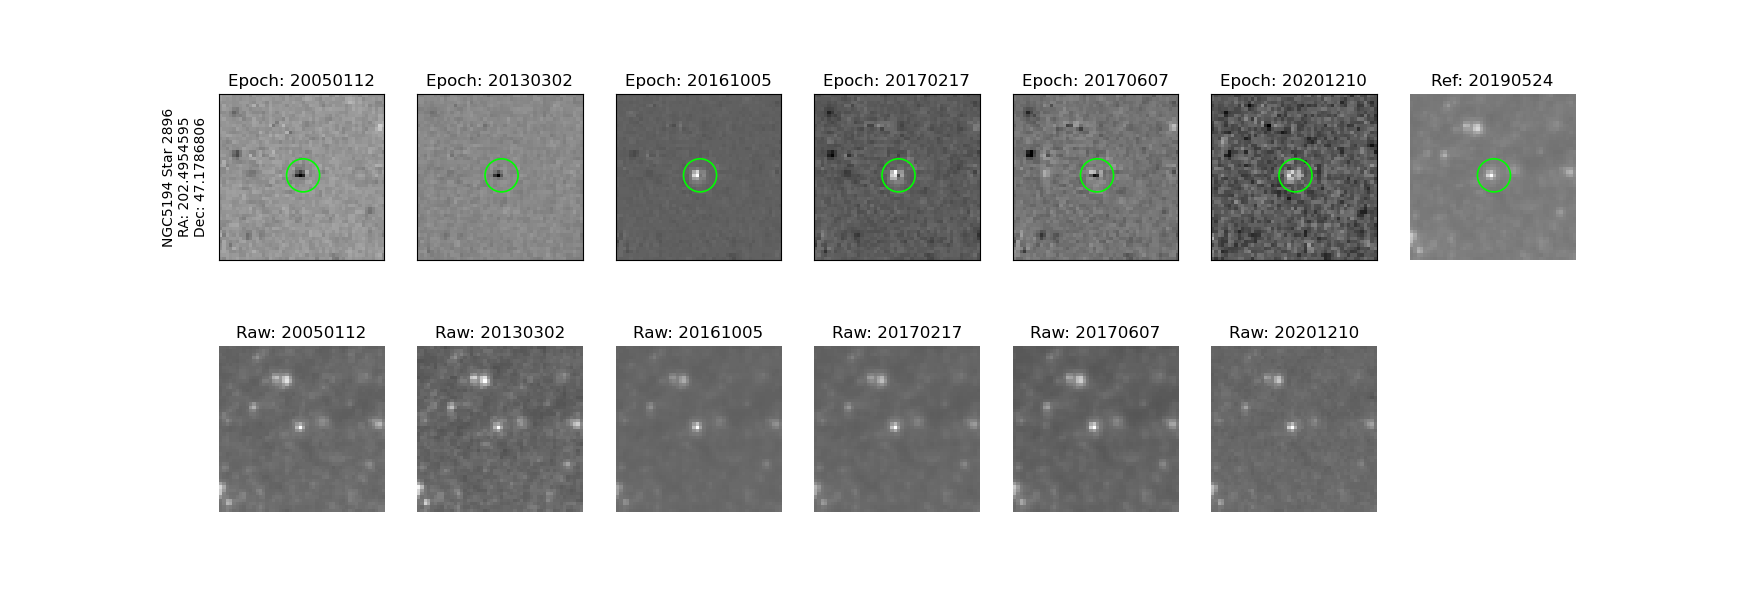 Epoch: 20050112
Epoch: 20130302
Epoch: 20161005
Epoch: 20170217
Epoch: 20170607
Epoch: 20201210
Ref: 20190524
NGC5194 Star 2896
RA: 202.4954595
Dec: 47.1786806
Raw: 20050112
Raw: 20130302
Raw: 20161005
Raw: 20170217
Raw: 20170607
Raw: 20201210